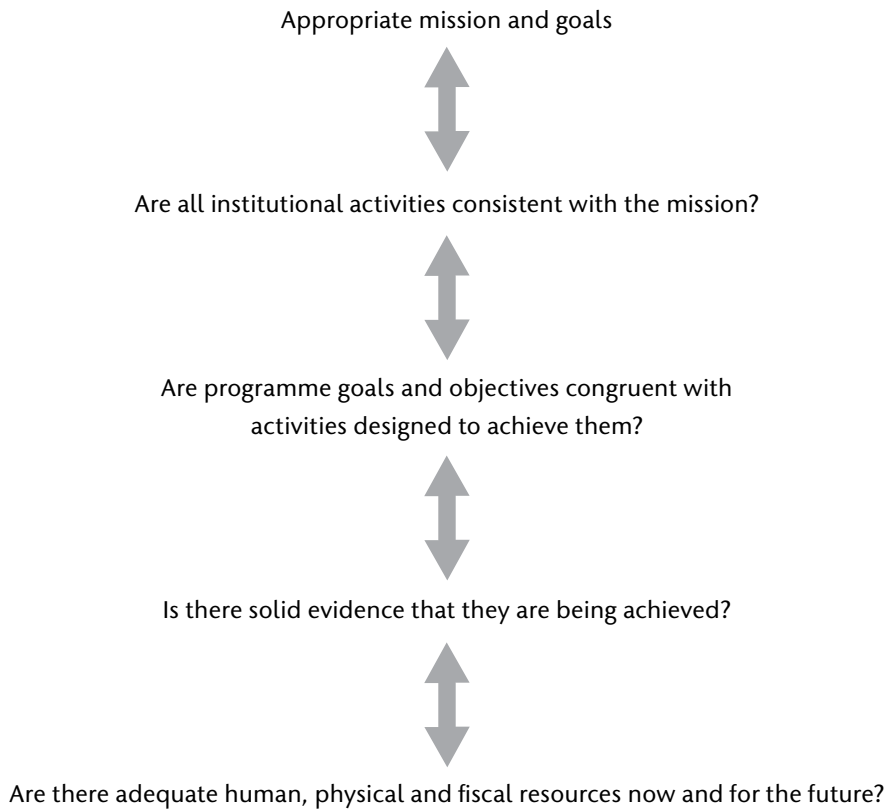 Appropriate mission and goals
Are all institutional activities consistent with the mission?
Are programme goals and objectives congruent with
activities designed to achieve them?
Is there solid evidence that they are being achieved?
Are there adequate human, physical and fiscal resources now and for the future?